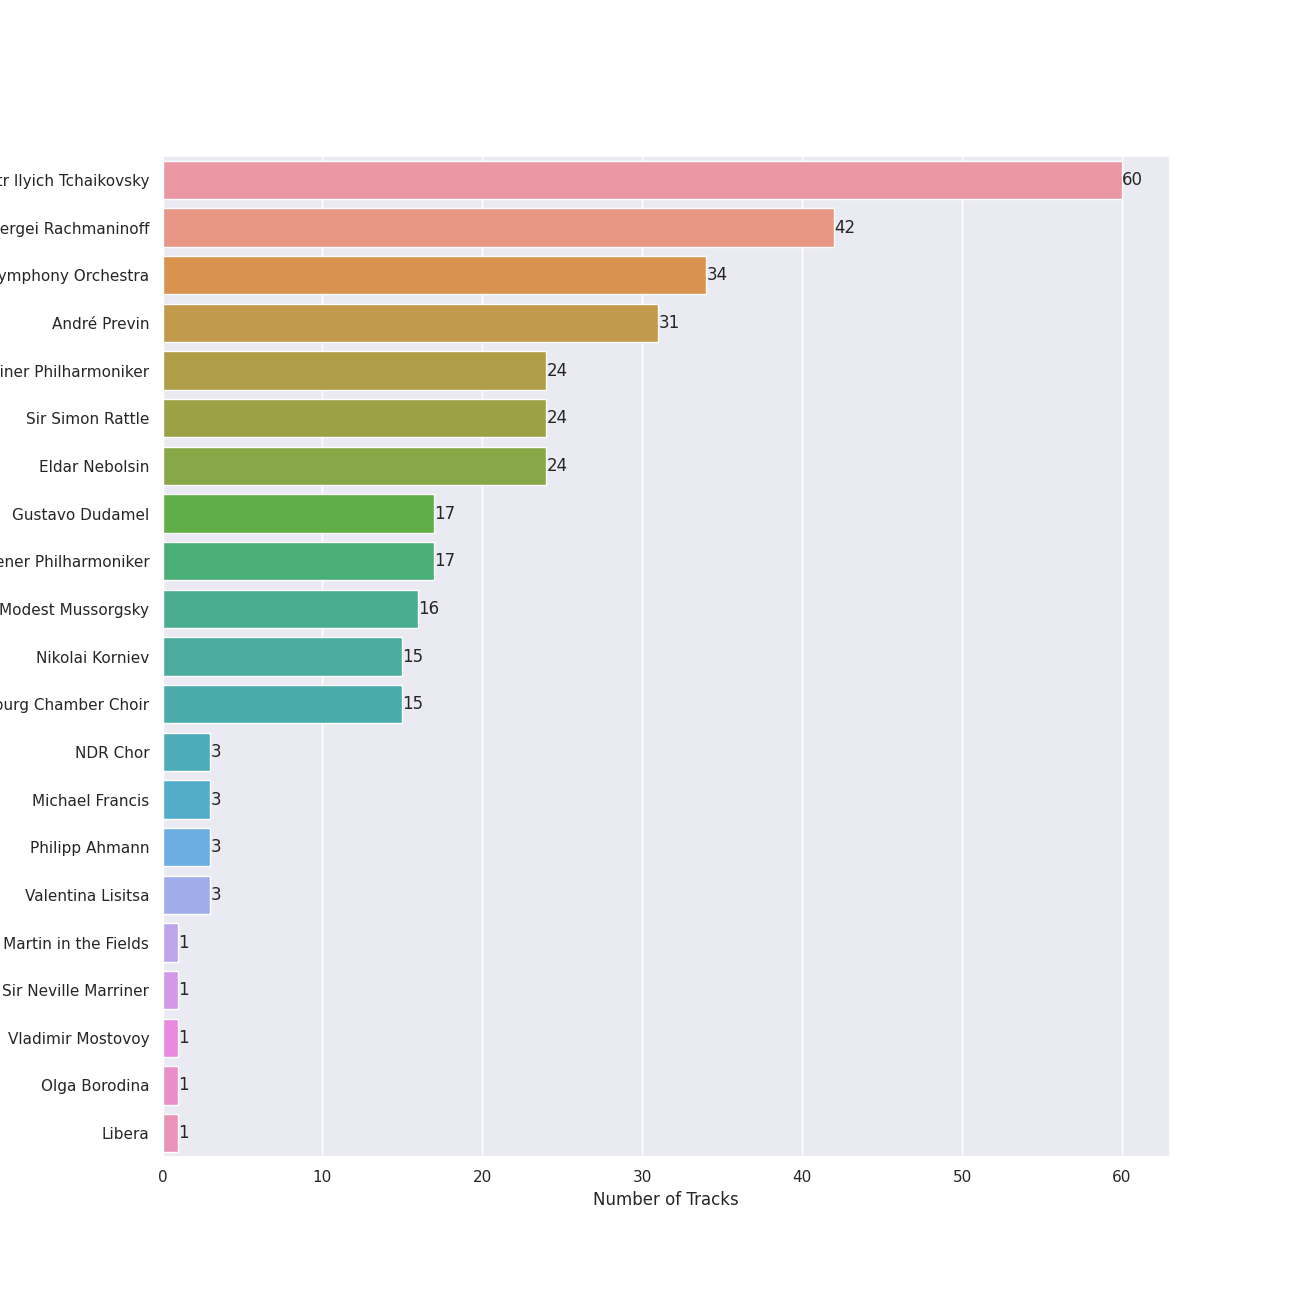 tr Ilyich Tchaikovsky 60
ergei Rachmaninoff 42
ymphony Orchestra 34
André Previn 31
iner Philharmoniker 24
Sir Simon Rattle 24
Eldar Nebolsin 24
Gustavo Dudamel 17
ener Philharmoniker 17
Modest Mussorgsky 16
Nikolai Korniev 15
burg Chamber Choir 15
NDR Chor 3
Michael Francis 3
Philipp Ahmann 3
Valentina Lisitsa 3
Martin in the Fields 1
Sir Neville Marriner 1
Vladimir Mostovoy 1
Olga Borodina 1
Libera 1
0 10 20 30 40 50 60
Number of Tracks